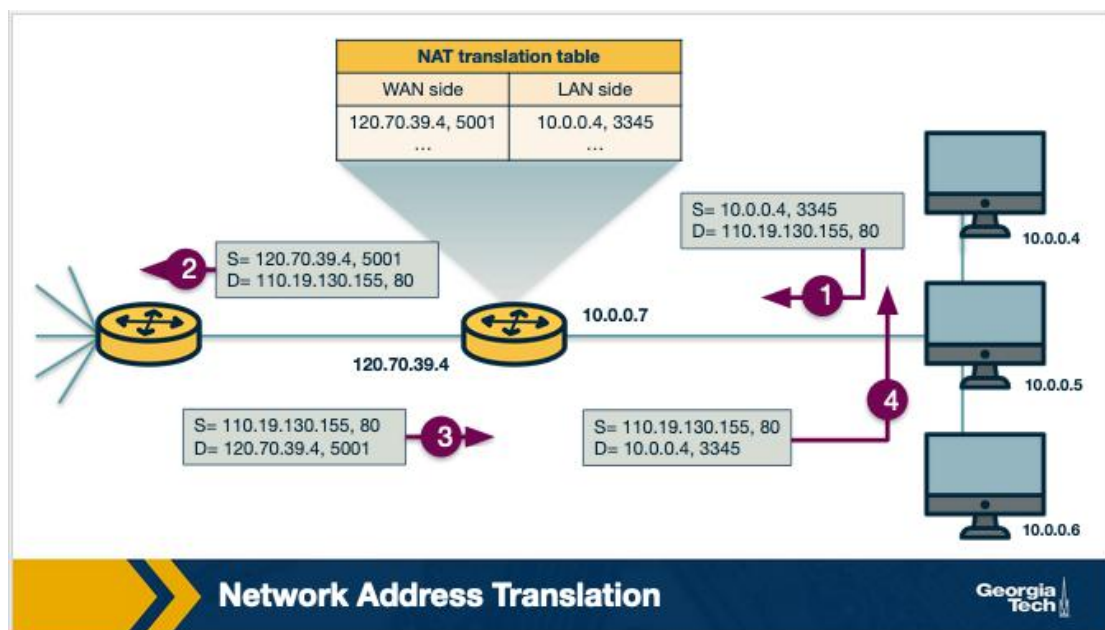 NAT translation table
WAN side
LAN side
120.70.39.4, 5001
10.0.0.4, 3345
...
...
S= 10.0.0.4, 3345
D= 110.19.130.155, 80
10.0.0.4
2
S= 120.70.39.4, 5001
D= 110.19.130.155, 80
1
10.0.0.7
120.70.39.4
10.0.0.5
4
S= 110.19.130.155, 80
D= 120.70.39.4, 5001
3
S= 110.19.130.155, 80
D= 10.0.0.4, 3345
10.0.0.6
Network Address Translation
Georgia
Tech